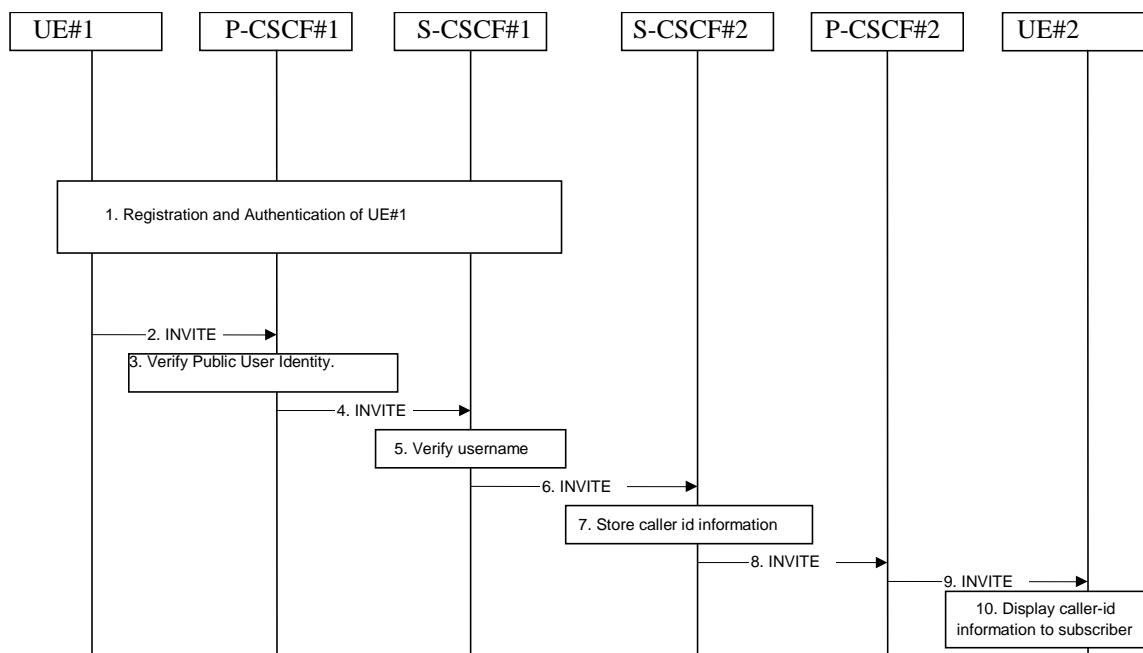 UE#1
P-CSCF#1
S-CSCF#1
S-CSCF#2
P-CSCF#2
UE#2
1. Registration and Authentication of UE#1
2. INVITE
3. Verify Public User Identity.
4. INVITE
5. Verify username
6. INVITE
7. Store caller id information
8. INVITE
9. INVITE
10. Display caller-id
information to subscriber